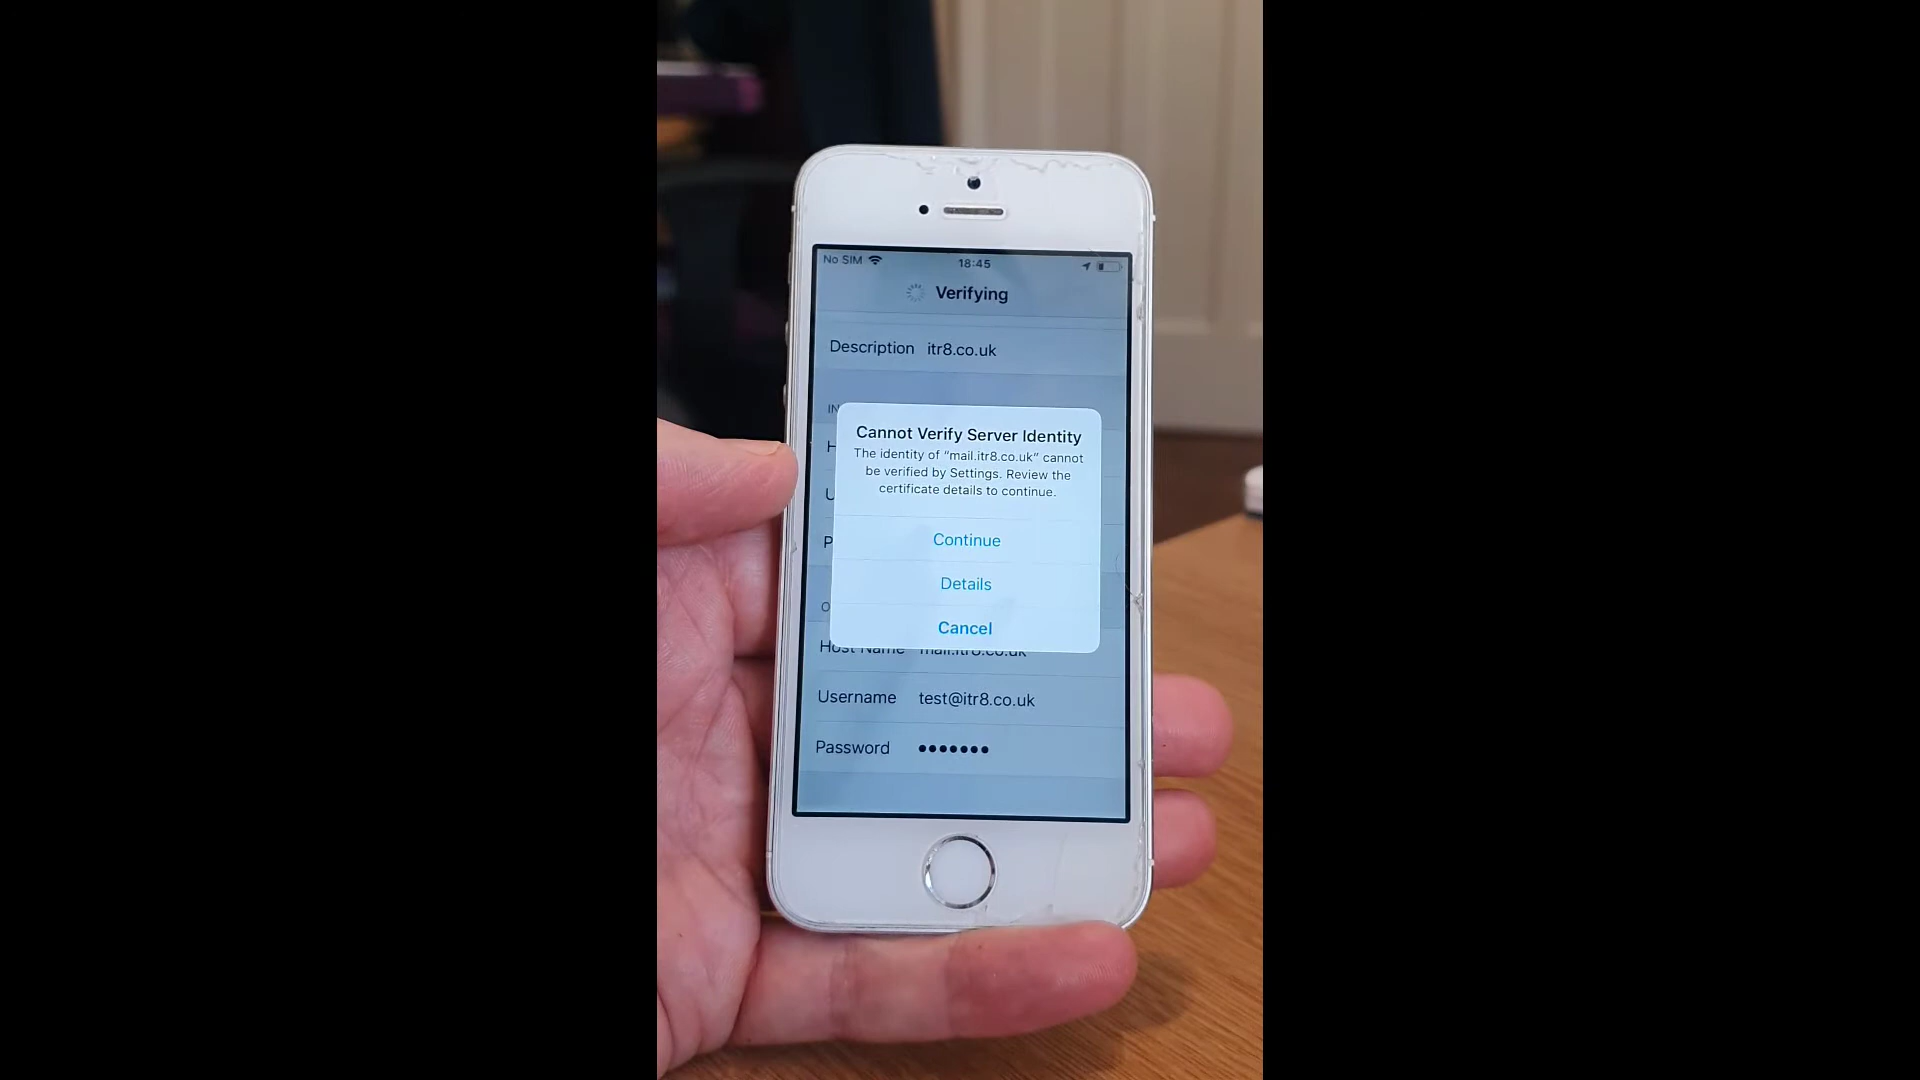 No SIM 18:45
Verifying
Description itr8.co.uk
IN
H
Cannot Verify Server Identity
The identity of “mail.itr8.co.uk” cannot
be verified by Settings. Review the
certificate details to continue.
U
P
Continue
Details
O
Cancel
Host Name mail.itr8.co.uk
Username test@itr8.co.uk
Password •••••••